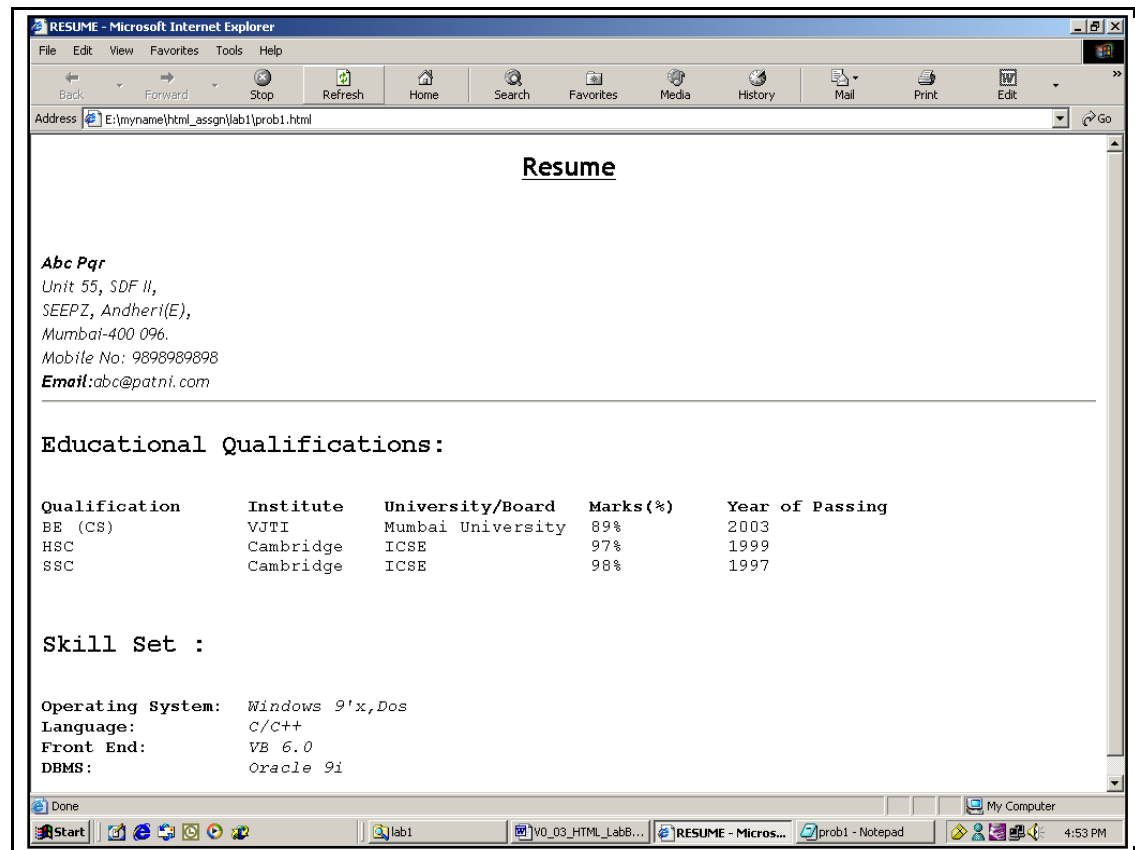 RESUME - Microsoft Internet Explorer
File Edit View Favorites Tools Help
Back Forward Stop Refresh Home Search Favorites Media History Mail Print Edit »
Address E:\myname\html_assgn\lab1\prob1.html Go
Resume
Abc Pqr
Unit 55, SDF II,
SEEPZ, Andheri(E),
Mumbai-400 096.
Mobile No: 9898989898
Email:abc@patni.com
Educational Qualifications:
Qualification Institute University/Board Marks(%) Year of Passing
BE (CS) VJTI Mumbai University 89% 2003
HSC Cambridge ICSE 97% 1999
SSC Cambridge ICSE 98% 1997
Skill Set :
Operating System: Windows 9'x,Dos
Language: C/C++
Front End: VB 6.0
DBMS: Oracle 9i
Done My Computer
Start lab1 V0_03_HTML_LabB... RESUME - Micros... prob1 - Notepad 4:53 PM